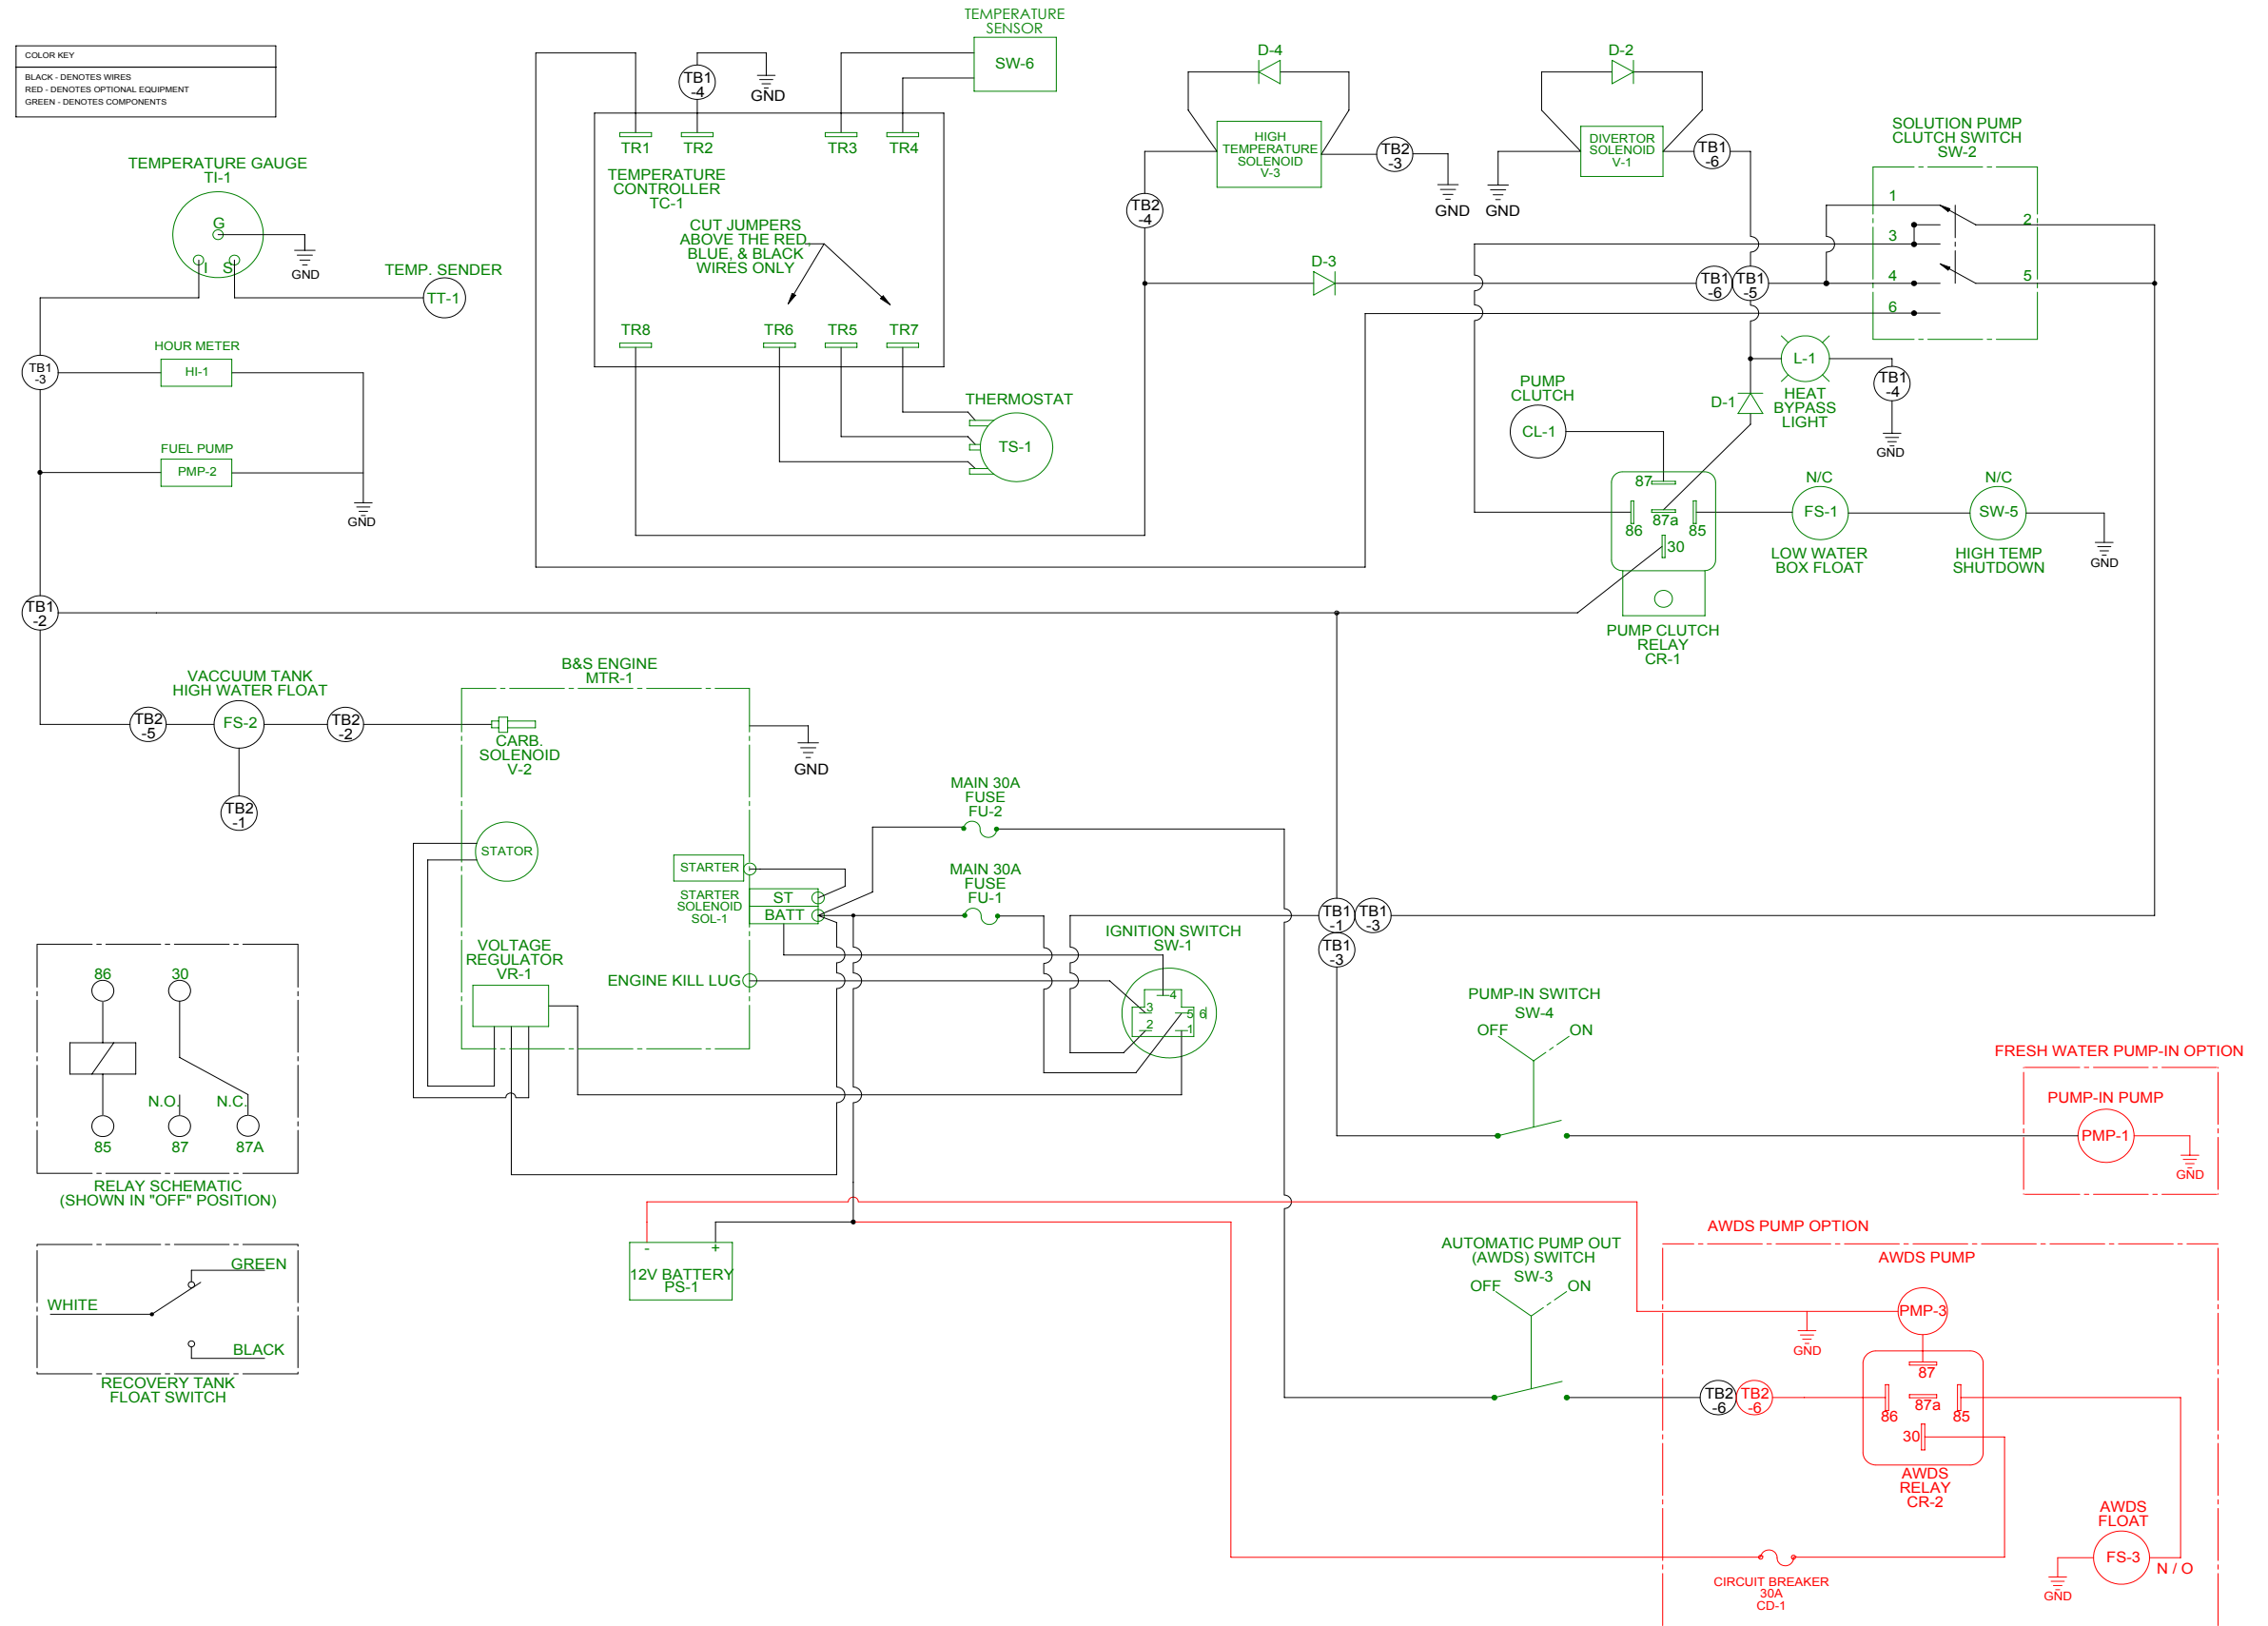 COLOR KEY
BLACK - DENOTES WIRES
RED - DENOTES OPTIONAL EQUIPMENT
GREEN - DENOTES COMPONENTS
TEMPERATURE GAUGE
TI-1
G
I
S
GND
TEMP. SENDER
TT-1
TB1
-3
HOUR METER
HI-1
FUEL PUMP
PMP-2
GND
TB1
-2
TB1
-4
GND
TEMPERATURE
SENSOR
SW-6
TR1
TR2
TR3
TR4
TEMPERATURE
CONTROLLER
TC-1
CUT JUMPERS
ABOVE THE RED,
BLUE, & BLACK
WIRES ONLY
TR8
TR6
TR5
TR7
THERMOSTAT
TS-1
D-4
HIGH
TEMPERATURE
SOLENOID
V-3
TB2
-3
GND
TB2
-4
D-2
DIVERTOR
SOLENOID
V-1
TB1
-6
GND
SOLUTION PUMP
CLUTCH SWITCH
SW-2
1
2
3
4
5
6
D-3
TB1
-6
TB1
-5
L-1
HEAT
BYPASS
LIGHT
TB1
-4
GND
D-1
PUMP
CLUTCH
CL-1
87
86
87a
85
30
PUMP CLUTCH
RELAY
CR-1
N/C
FS-1
LOW WATER
BOX FLOAT
N/C
SW-5
HIGH TEMP
SHUTDOWN
GND
VACCUUM TANK
HIGH WATER FLOAT
TB2
-5
FS-2
TB2
-2
TB2
-1
B&S ENGINE
MTR-1
CARB.
SOLENOID
V-2
GND
STATOR
STARTER
STARTER
SOLENOID
SOL-1
ST
BATT
VOLTAGE
REGULATOR
VR-1
ENGINE KILL LUG
MAIN 30A
FUSE
FU-2
MAIN 30A
FUSE
FU-1
IGNITION SWITCH
SW-1
4
3
5
6
2
1
TB1
-1
TB1
-3
TB1
-3
PUMP-IN SWITCH
SW-4
OFF
ON
FRESH WATER PUMP-IN OPTION
PUMP-IN PUMP
PMP-1
GND
86
30
N.O.
N.C.
85
87
87A
RELAY SCHEMATIC
(SHOWN IN "OFF" POSITION)
GREEN
WHITE
BLACK
RECOVERY TANK
FLOAT SWITCH
-
+
12V BATTERY
PS-1
AUTOMATIC PUMP OUT
(AWDS) SWITCH
SW-3
OFF
ON
AWDS PUMP OPTION
AWDS PUMP
PMP-3
GND
TB2
-6
TB2
-6
87
86
87a
85
30
AWDS
RELAY
CR-2
AWDS
FLOAT
FS-3
N / O
GND
CIRCUIT BREAKER
30A
CD-1